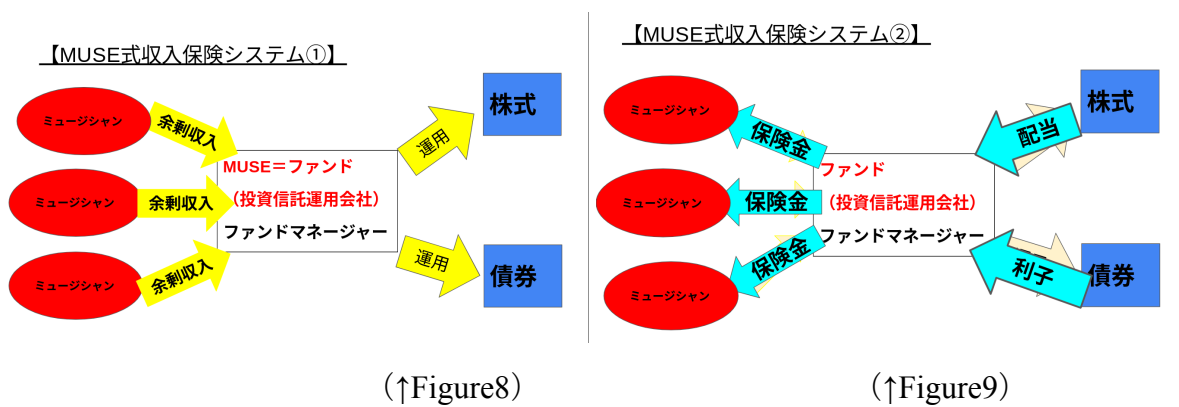 【MUSE式収入保険システム①】
ミュージシャン
ミュージシャン
ミュージシャン
余剰収入
余剰収入
余剰収入
MUSE＝ファンド
（投資信託運用会社）
ファンドマネージャー
運用
運用
株式
債券
（↑Figure8）
【MUSE式収入保険システム②】
ミュージシャン
ミュージシャン
ミュージシャン
保険金
保険金
保険金
ファンド
（投資信託運用会社）
ファンドマネージャー
配当
利子
株式
債券
（↑Figure9）